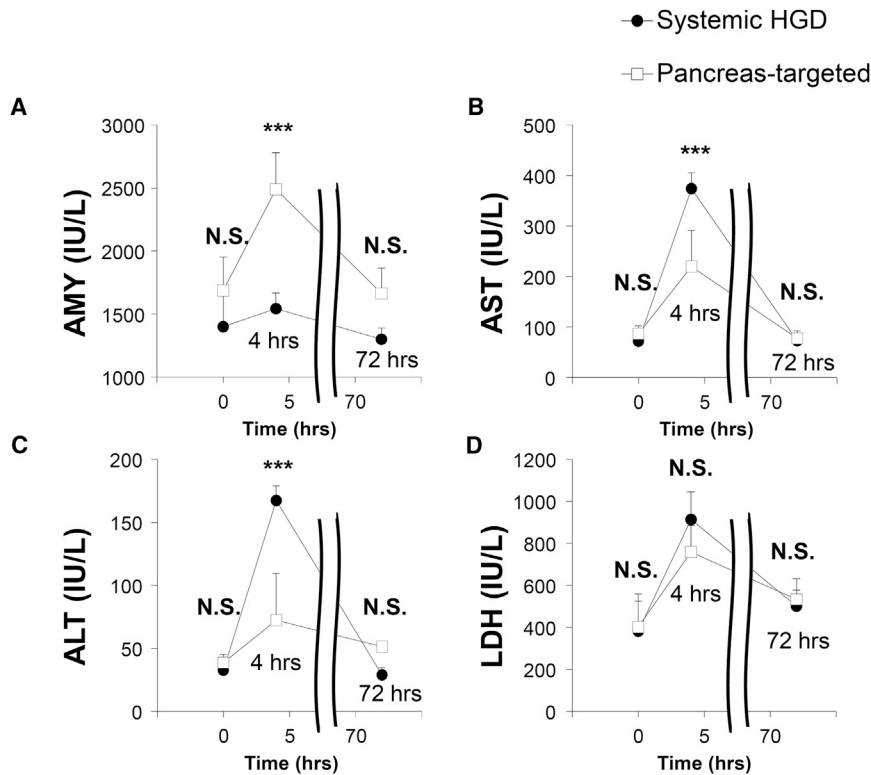 Systemic HGD
Pancreas-targeted
A
AMY (IU/L)
3000
2500
2000
1500
1000
N.S.
***
N.S.
4 hrs
72 hrs
0 5 70
Time (hrs)
B
AST (IU/L)
500
400
300
200
100
0
N.S.
***
N.S.
4 hrs
72 hrs
0 5 70
Time (hrs)
C
ALT (IU/L)
200
150
100
50
0
N.S.
***
N.S.
4 hrs
72 hrs
0 5 70
Time (hrs)
D
LDH (IU/L)
1200
1000
800
600
400
200
0
N.S.
N.S.
N.S.
4 hrs
72 hrs
0 5 70
Time (hrs)